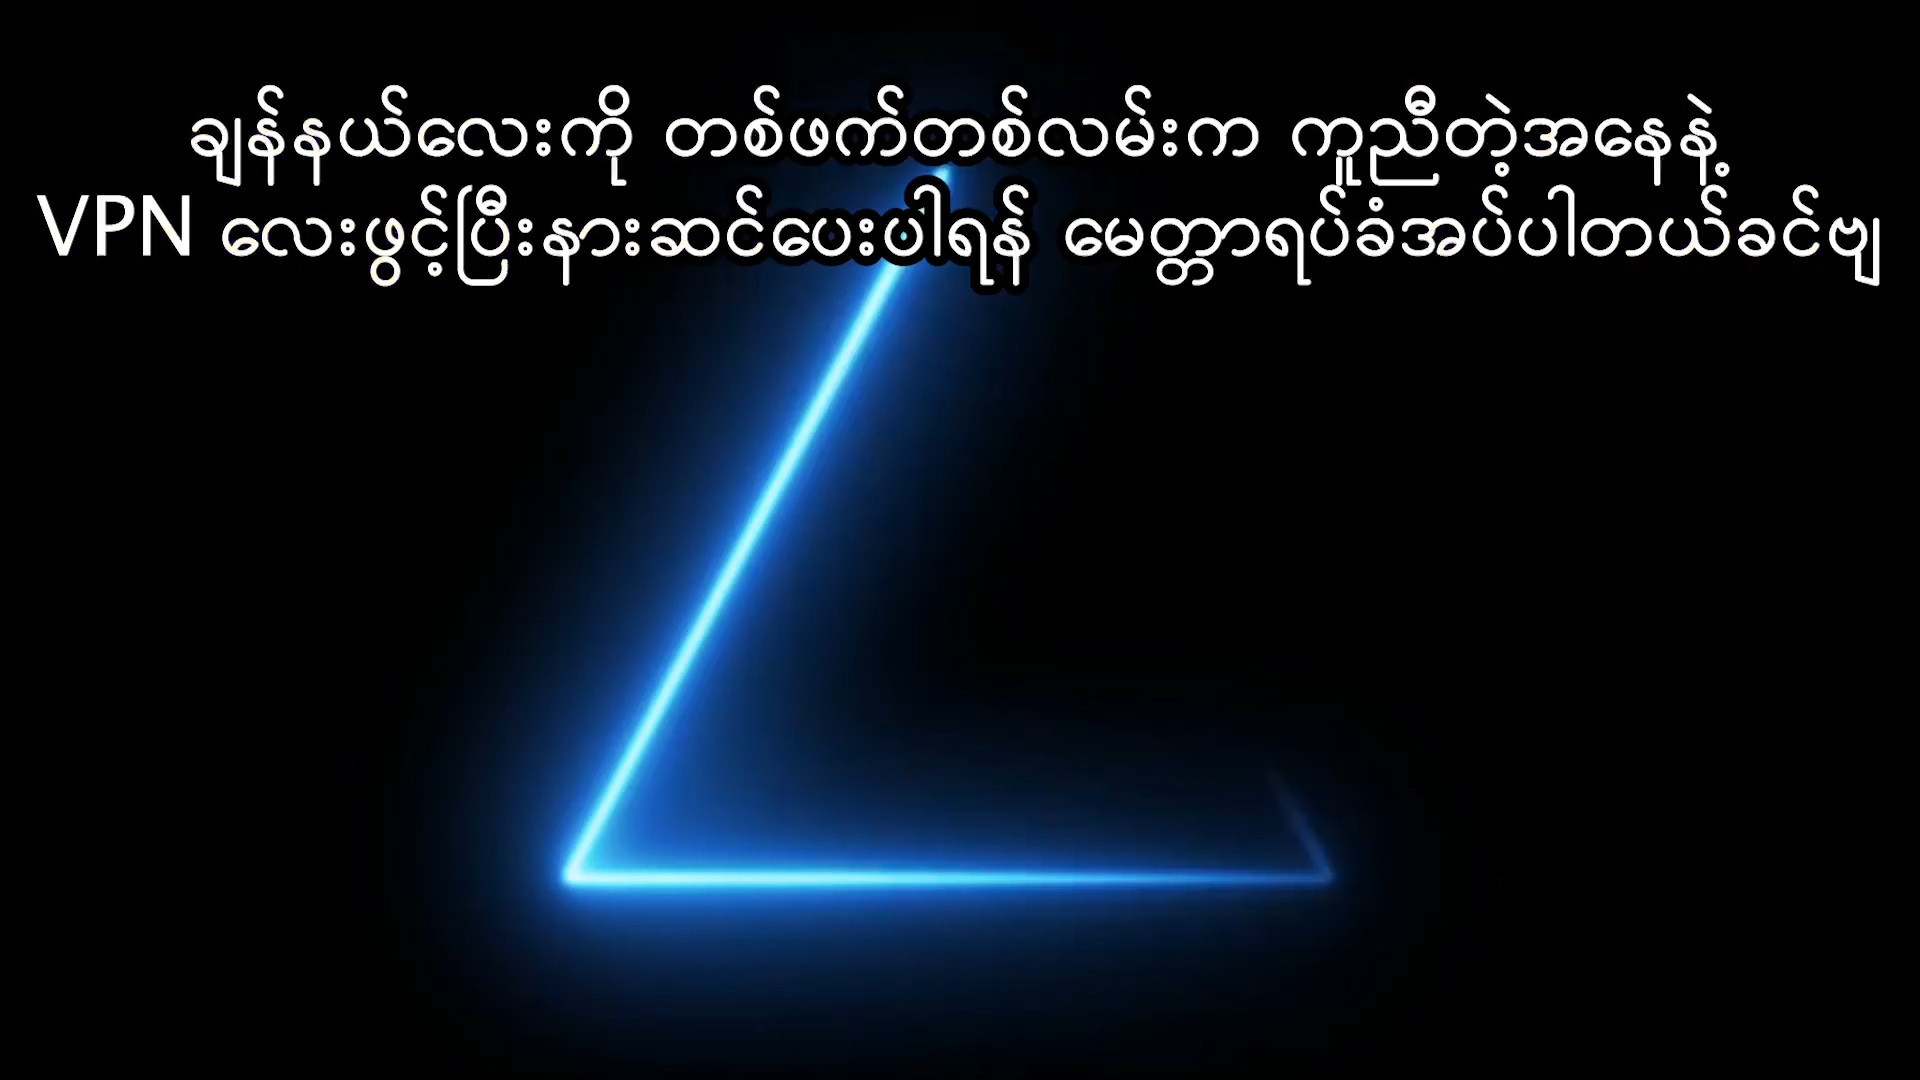 ချန်နယ်လေးကို တစ်ဖက်တစ်လမ်းက ကူညီတဲ့အနေနဲ့
VPN လေးဖွင့်ပြီးနားဆင်ပေးပါရန် မေတ္တာရပ်ခံအပ်ပါတယ်ခင်ဗျ